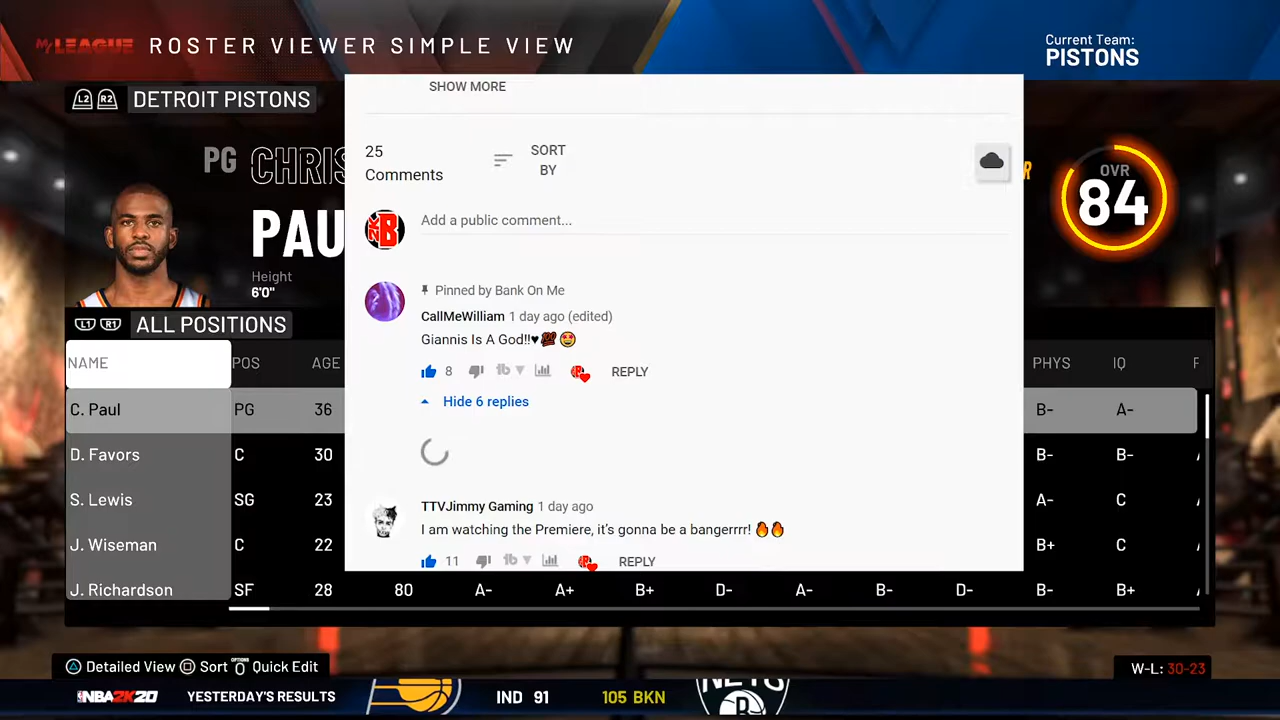 MyLEAGUE ROSTER VIEWER SIMPLE VIEW
Current Team:
PISTONS
L2 R2 DETROIT PISTONS
SHOW MORE
25
Comments
SORT
BY
PG CHRIS
PAU
Height
6'0"
R
OVR
84
Add a public comment...
Pinned by Bank On Me
CallMeWilliam 1 day ago (edited)
Giannis Is A God!!♥💯🤩
8 REPLY
Hide 6 replies
TTVJimmy Gaming 1 day ago
I am watching the Premiere, it's gonna be a bangerrrr! 🔥🔥
11 REPLY
L1 R1 ALL POSITIONS
NAME POS AGE PHYS IQ
C. Paul PG 36 B- A-
D. Favors C 30 B- B-
S. Lewis SG 23 A- C
J. Wiseman C 22 B+ C
J. Richardson SF 28 80 A- A+ B+ D- A- B- D- B- B+
Detailed View Sort OPTIONS Quick Edit
W-L: 30-23
NBA2K20 YESTERDAY'S RESULTS IND 91 105 BKN NETS